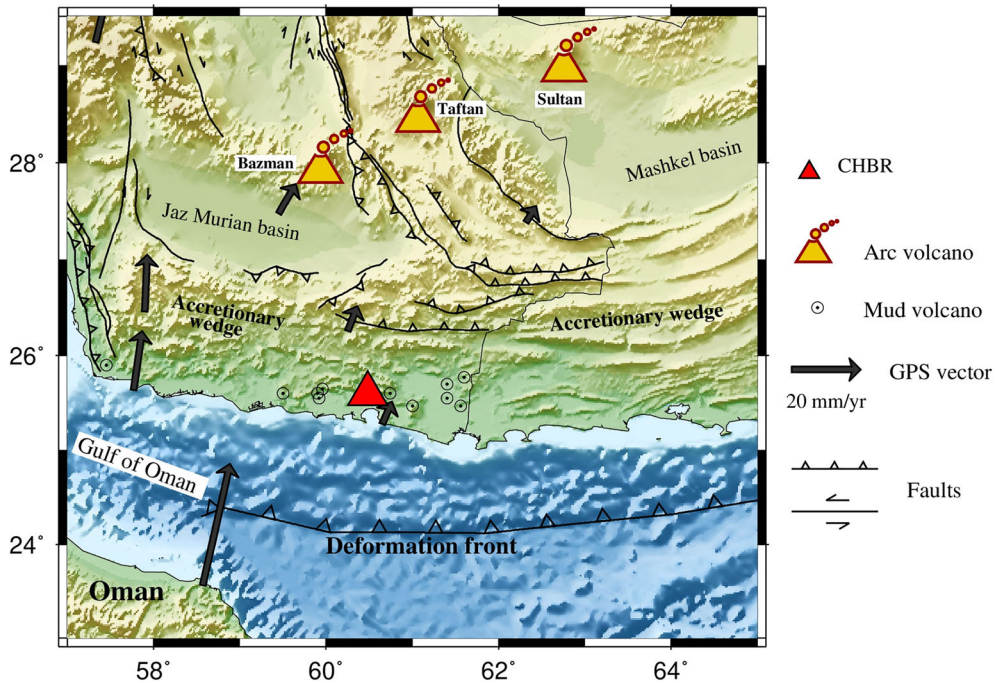 Sultan
Taftan
Bazman
Mashkel basin
Jaz Murian basin
Accretionary
wedge
Accretionary wedge
Gulf of Oman
Deformation front
Oman
28
26
24
58°
60°
62°
64°
CHBR
Arc volcano
Mud volcano
GPS vector
20 mm/yr
Faults